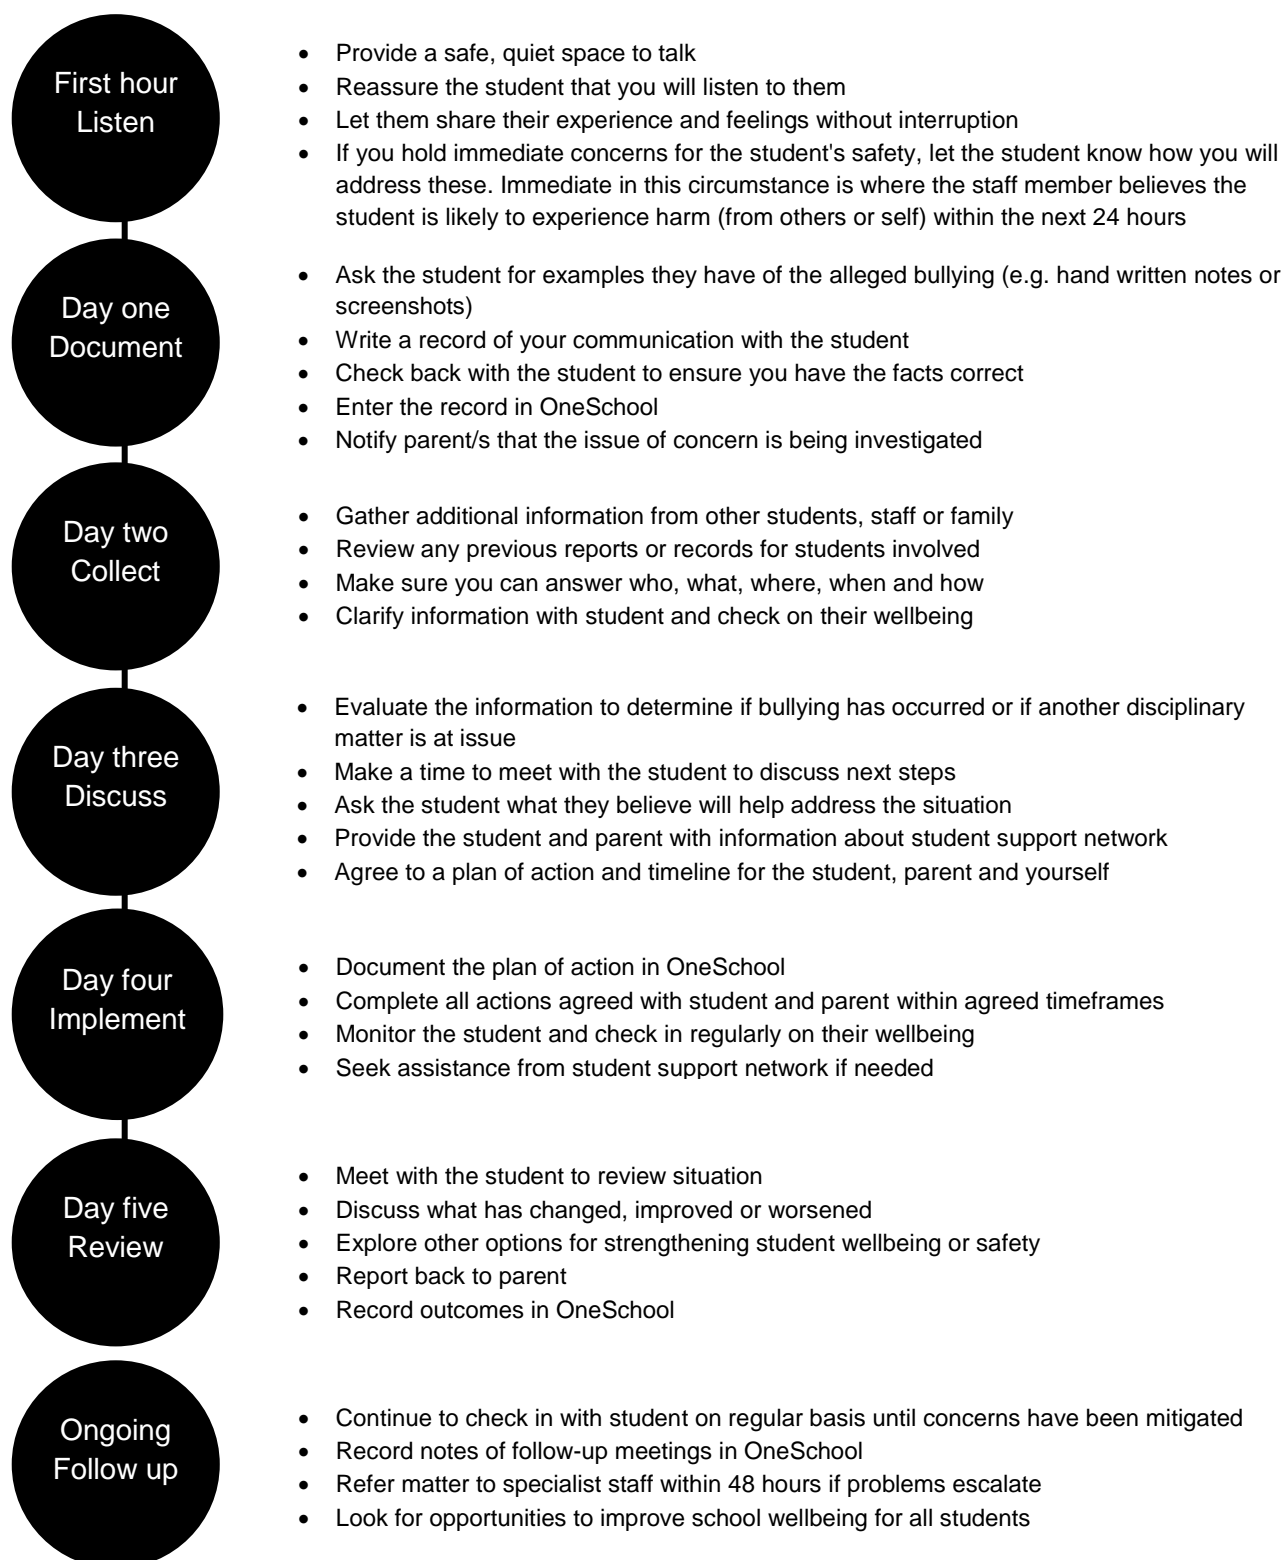 First hour
Listen
• Provide a safe, quiet space to talk
• Reassure the student that you will listen to them
• Let them share their experience and feelings without interruption
• If you hold immediate concerns for the student's safety, let the student know how you will
address these. Immediate in this circumstance is where the staff member believes the
student is likely to experience harm (from others or self) within the next 24 hours
Day one
Document
• Ask the student for examples they have of the alleged bullying (e.g. hand written notes or
screenshots)
• Write a record of your communication with the student
• Check back with the student to ensure you have the facts correct
• Enter the record in OneSchool
• Notify parent/s that the issue of concern is being investigated
Day two
Collect
• Gather additional information from other students, staff or family
• Review any previous reports or records for students involved
• Make sure you can answer who, what, where, when and how
• Clarify information with student and check on their wellbeing
Day three
Discuss
• Evaluate the information to determine if bullying has occurred or if another disciplinary
matter is at issue
• Make a time to meet with the student to discuss next steps
• Ask the student what they believe will help address the situation
• Provide the student and parent with information about student support network
• Agree to a plan of action and timeline for the student, parent and yourself
Day four
Implement
• Document the plan of action in OneSchool
• Complete all actions agreed with student and parent within agreed timeframes
• Monitor the student and check in regularly on their wellbeing
• Seek assistance from student support network if needed
Day five
Review
• Meet with the student to review situation
• Discuss what has changed, improved or worsened
• Explore other options for strengthening student wellbeing or safety
• Report back to parent
• Record outcomes in OneSchool
Ongoing
Follow up
• Continue to check in with student on regular basis until concerns have been mitigated
• Record notes of follow-up meetings in OneSchool
• Refer matter to specialist staff within 48 hours if problems escalate
• Look for opportunities to improve school wellbeing for all students